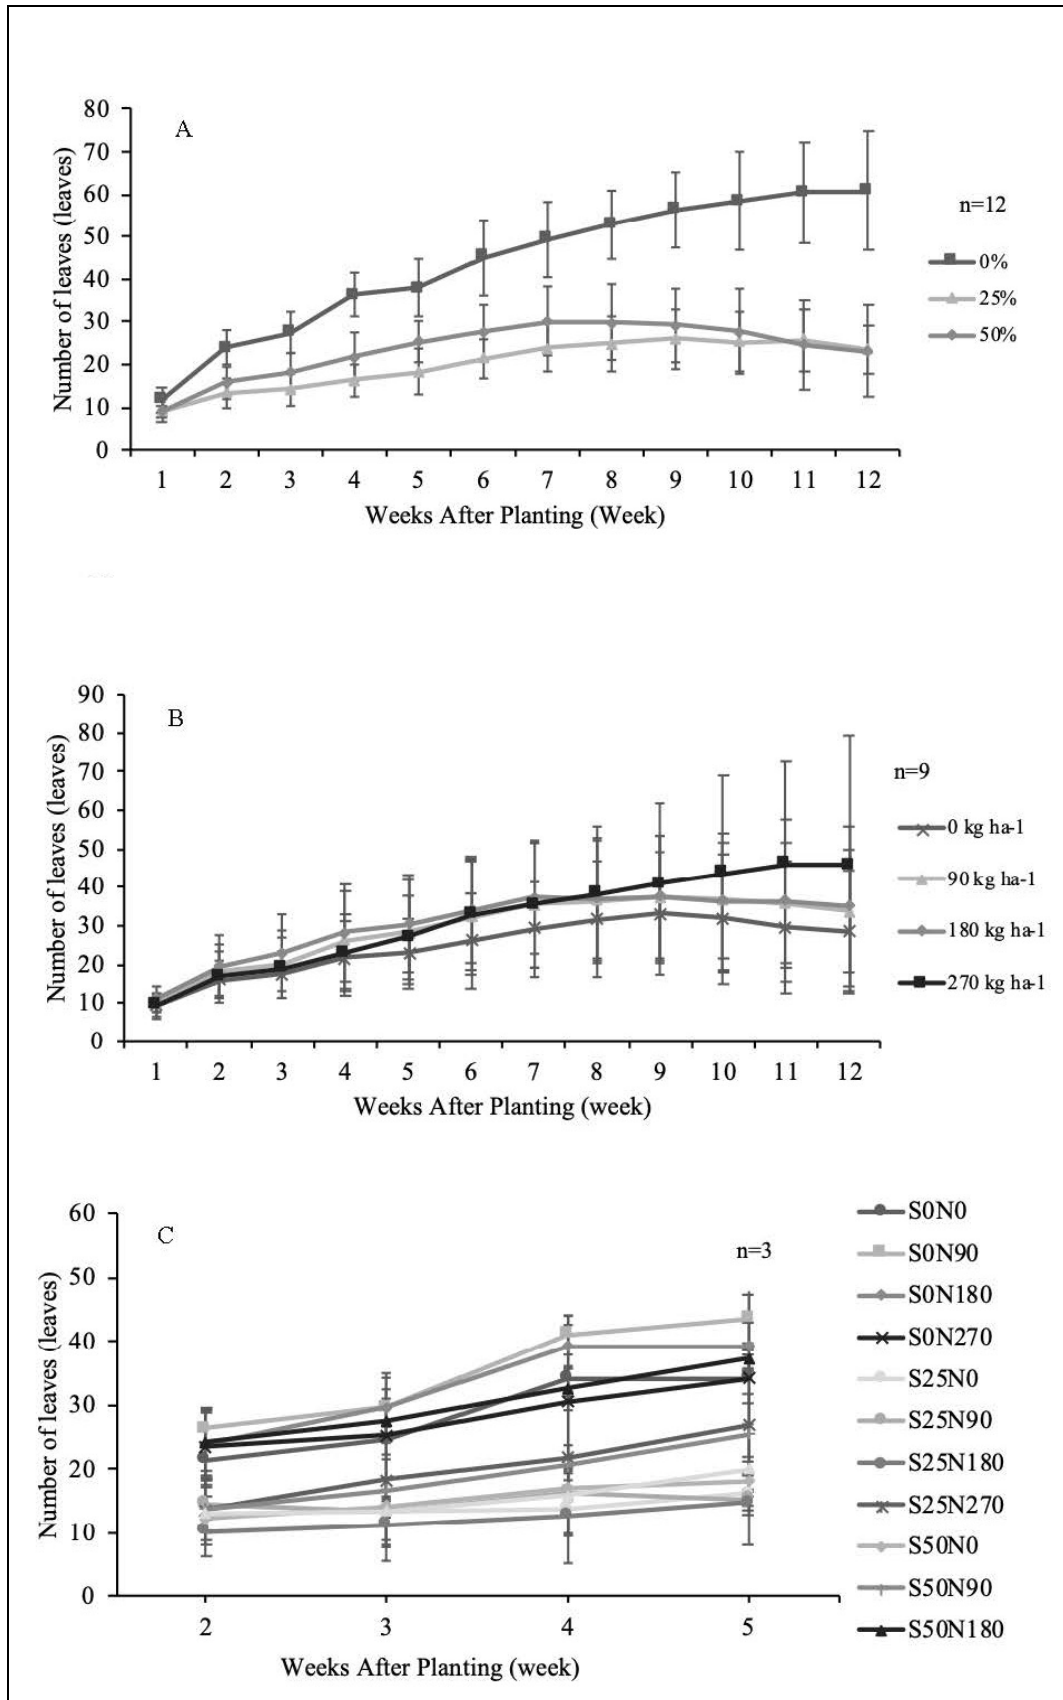 A
80
70
60
50
40
30
20
10
0
Number of leaves (leaves)
1 2 3 4 5 6 7 8 9 10 11 12
Weeks After Planting (Week)
n=12
0%
25%
50%
B
90
80
70
60
50
40
30
20
10
0
Number of leaves (leaves)
1 2 3 4 5 6 7 8 9 10 11 12
Weeks After Planting (week)
n=9
0 kg ha-1
90 kg ha-1
180 kg ha-1
270 kg ha-1
C
60
50
40
30
20
10
0
Number of leaves (leaves)
2 3 4 5
Weeks After Planting (week)
n=3
S0N0
S0N90
S0N180
S0N270
S25N0
S25N90
S25N180
S25N270
S50N0
S50N90
S50N180